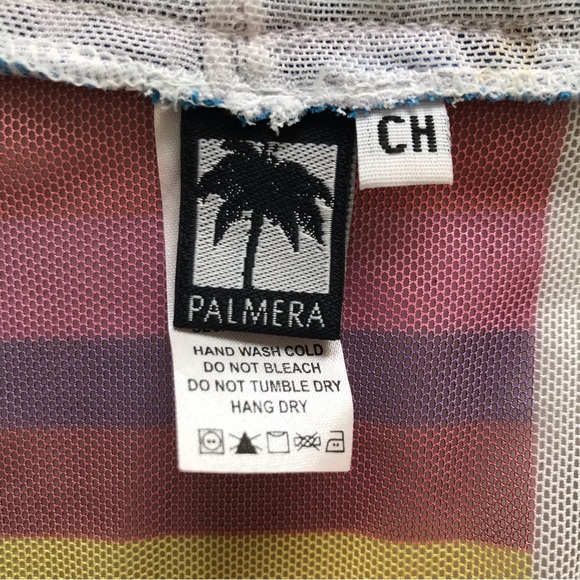 CH
PALMERA
HAND WASH COLD
DO NOT BLEACH
DO NOT TUMBLE DRY
HANG DRY